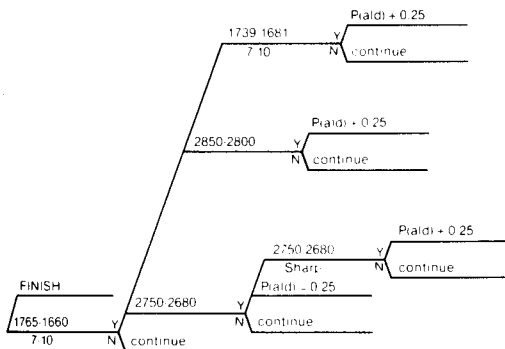 P(ald) + 0.25
1739-1681 Y
7-10 N continue
P(ald) + 0.25
2850-2800 Y
N continue
P(ald) + 0.25
2750-2680 Y
Sharp N continue
FINISH
2750-2680 Y P(ald) = 0.25
N continue
1765-1660 Y
7-10 N continue